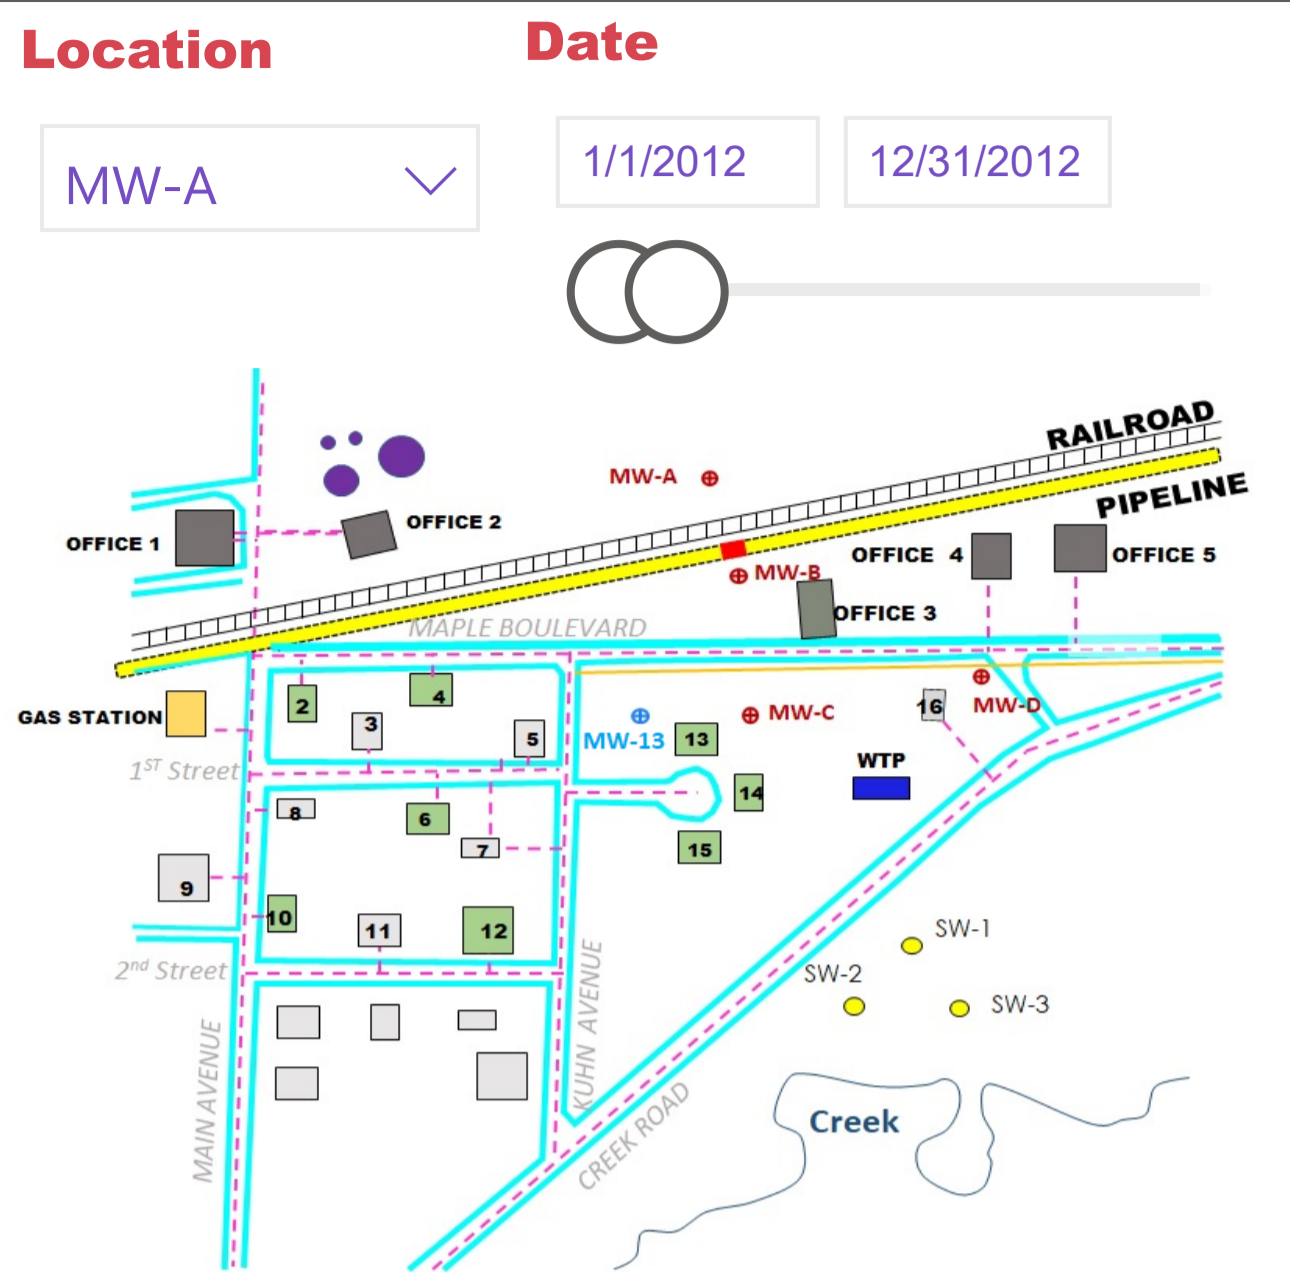 Location
Date
MW-A
1/1/2012
12/31/2012
RAILROAD
MW-A
PIPELINE
OFFICE 2
OFFICE 1
OFFICE 4
OFFICE 5
MW-B
OFFICE 3
MAPLE BOULEVARD
GAS STATION
2
4
3
5
MW-13
13
MW-C
16
MW-D
1ST Street
WTP
8
6
7
14
15
9
10
11
12
2nd Street
SW-1
SW-2
SW-3
MAIN AVENUE
KUHN AVENUE
CREEK ROAD
Creek